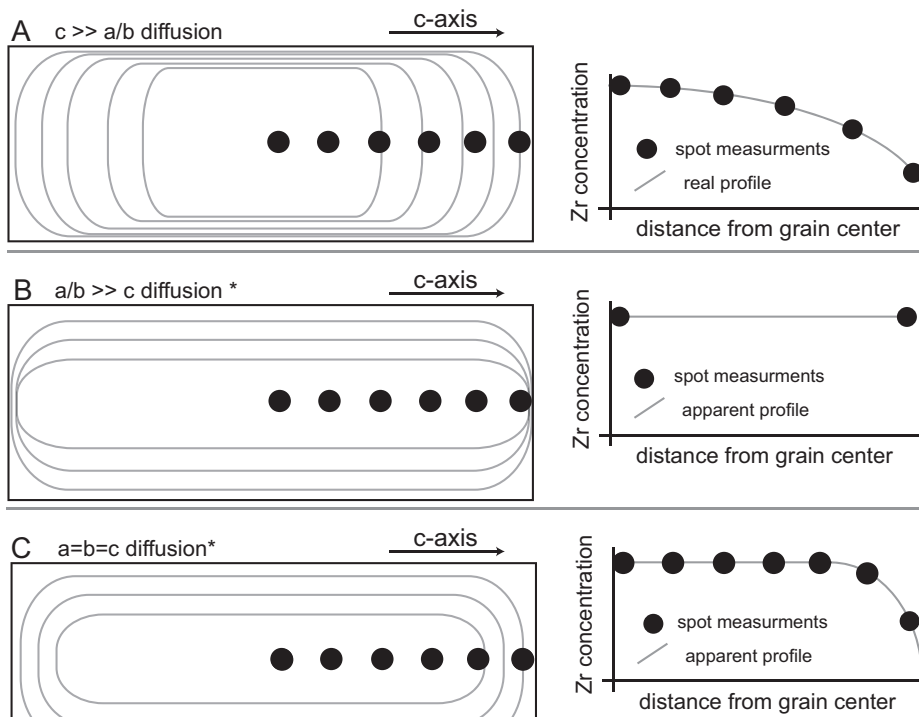 A c >> a/b diffusion
c-axis
Zr concentration
spot measurments
real profile
distance from grain center
B a/b >> c diffusion *
c-axis
Zr concentration
spot measurments
apparent profile
distance from grain center
C a=b=c diffusion*
c-axis
Zr concentration
spot measurments
apparent profile
distance from grain center